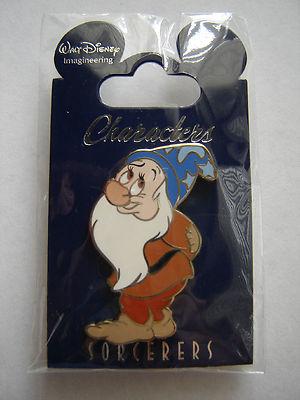 Walt Disney
Imagineering
Characters
SORCERERS